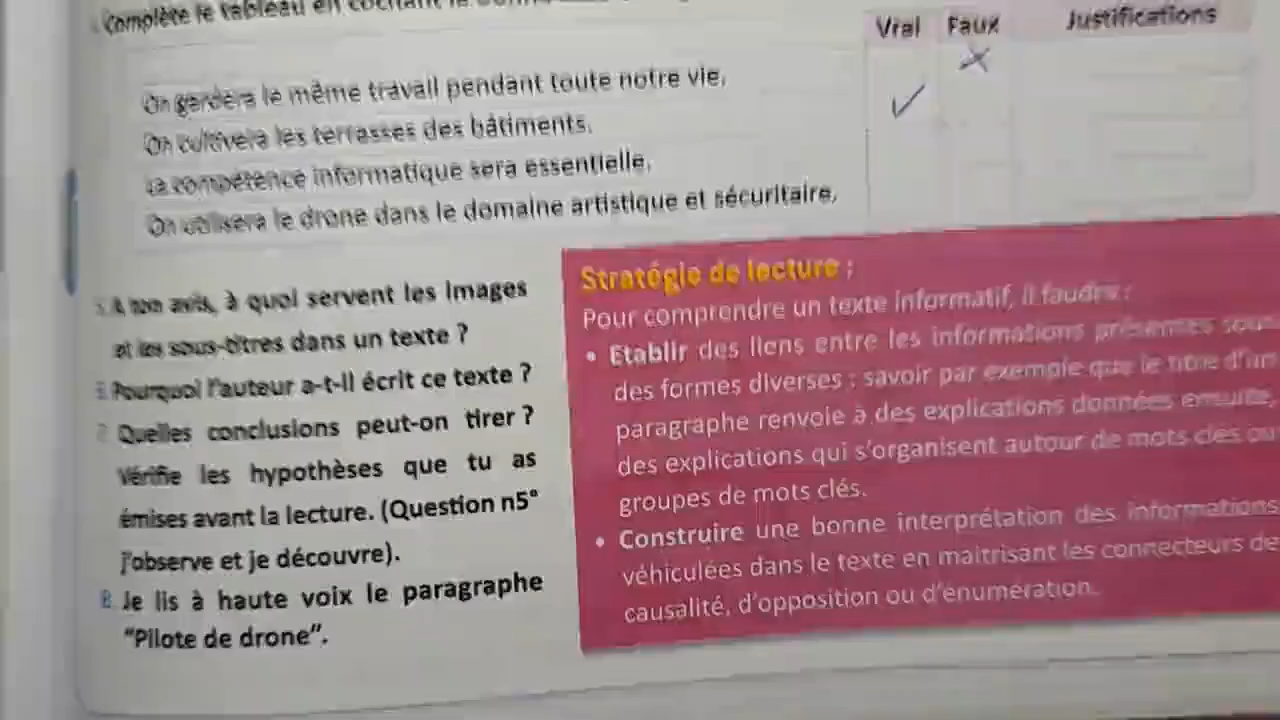 Complète le tableau en cochant la
Vrai Faux Justifications
On gardera le même travail pendant toute notre vie.
On cultivera les terrasses des bâtiments.
La compétence informatique sera essentielle.
On utilisera le drone dans le domaine artistique et sécuritaire.
5. A ton avis, à quoi servent les images
et les sous-titres dans un texte ?
6. Pourquoi l'auteur a-t-il écrit ce texte ?
7. Quelles conclusions peut-on tirer ?
Vérifie les hypothèses que tu as
émises avant la lecture. (Question n5°
j'observe et je découvre).
8. Je lis à haute voix le paragraphe
"Pilote de drone".
Stratégie de lecture :
Pour comprendre un texte informatif, il faudra :
• Etablir des liens entre les informations présentes sous
des formes diverses : savoir par exemple que le titre d'un
paragraphe renvoie à des explications données ensuite,
des explications qui s'organisent autour de mots clés ou
groupes de mots clés.
• Construire une bonne interprétation des informations
véhiculées dans le texte en maitrisant les connecteurs de
causalité, d'opposition ou d'énumération.